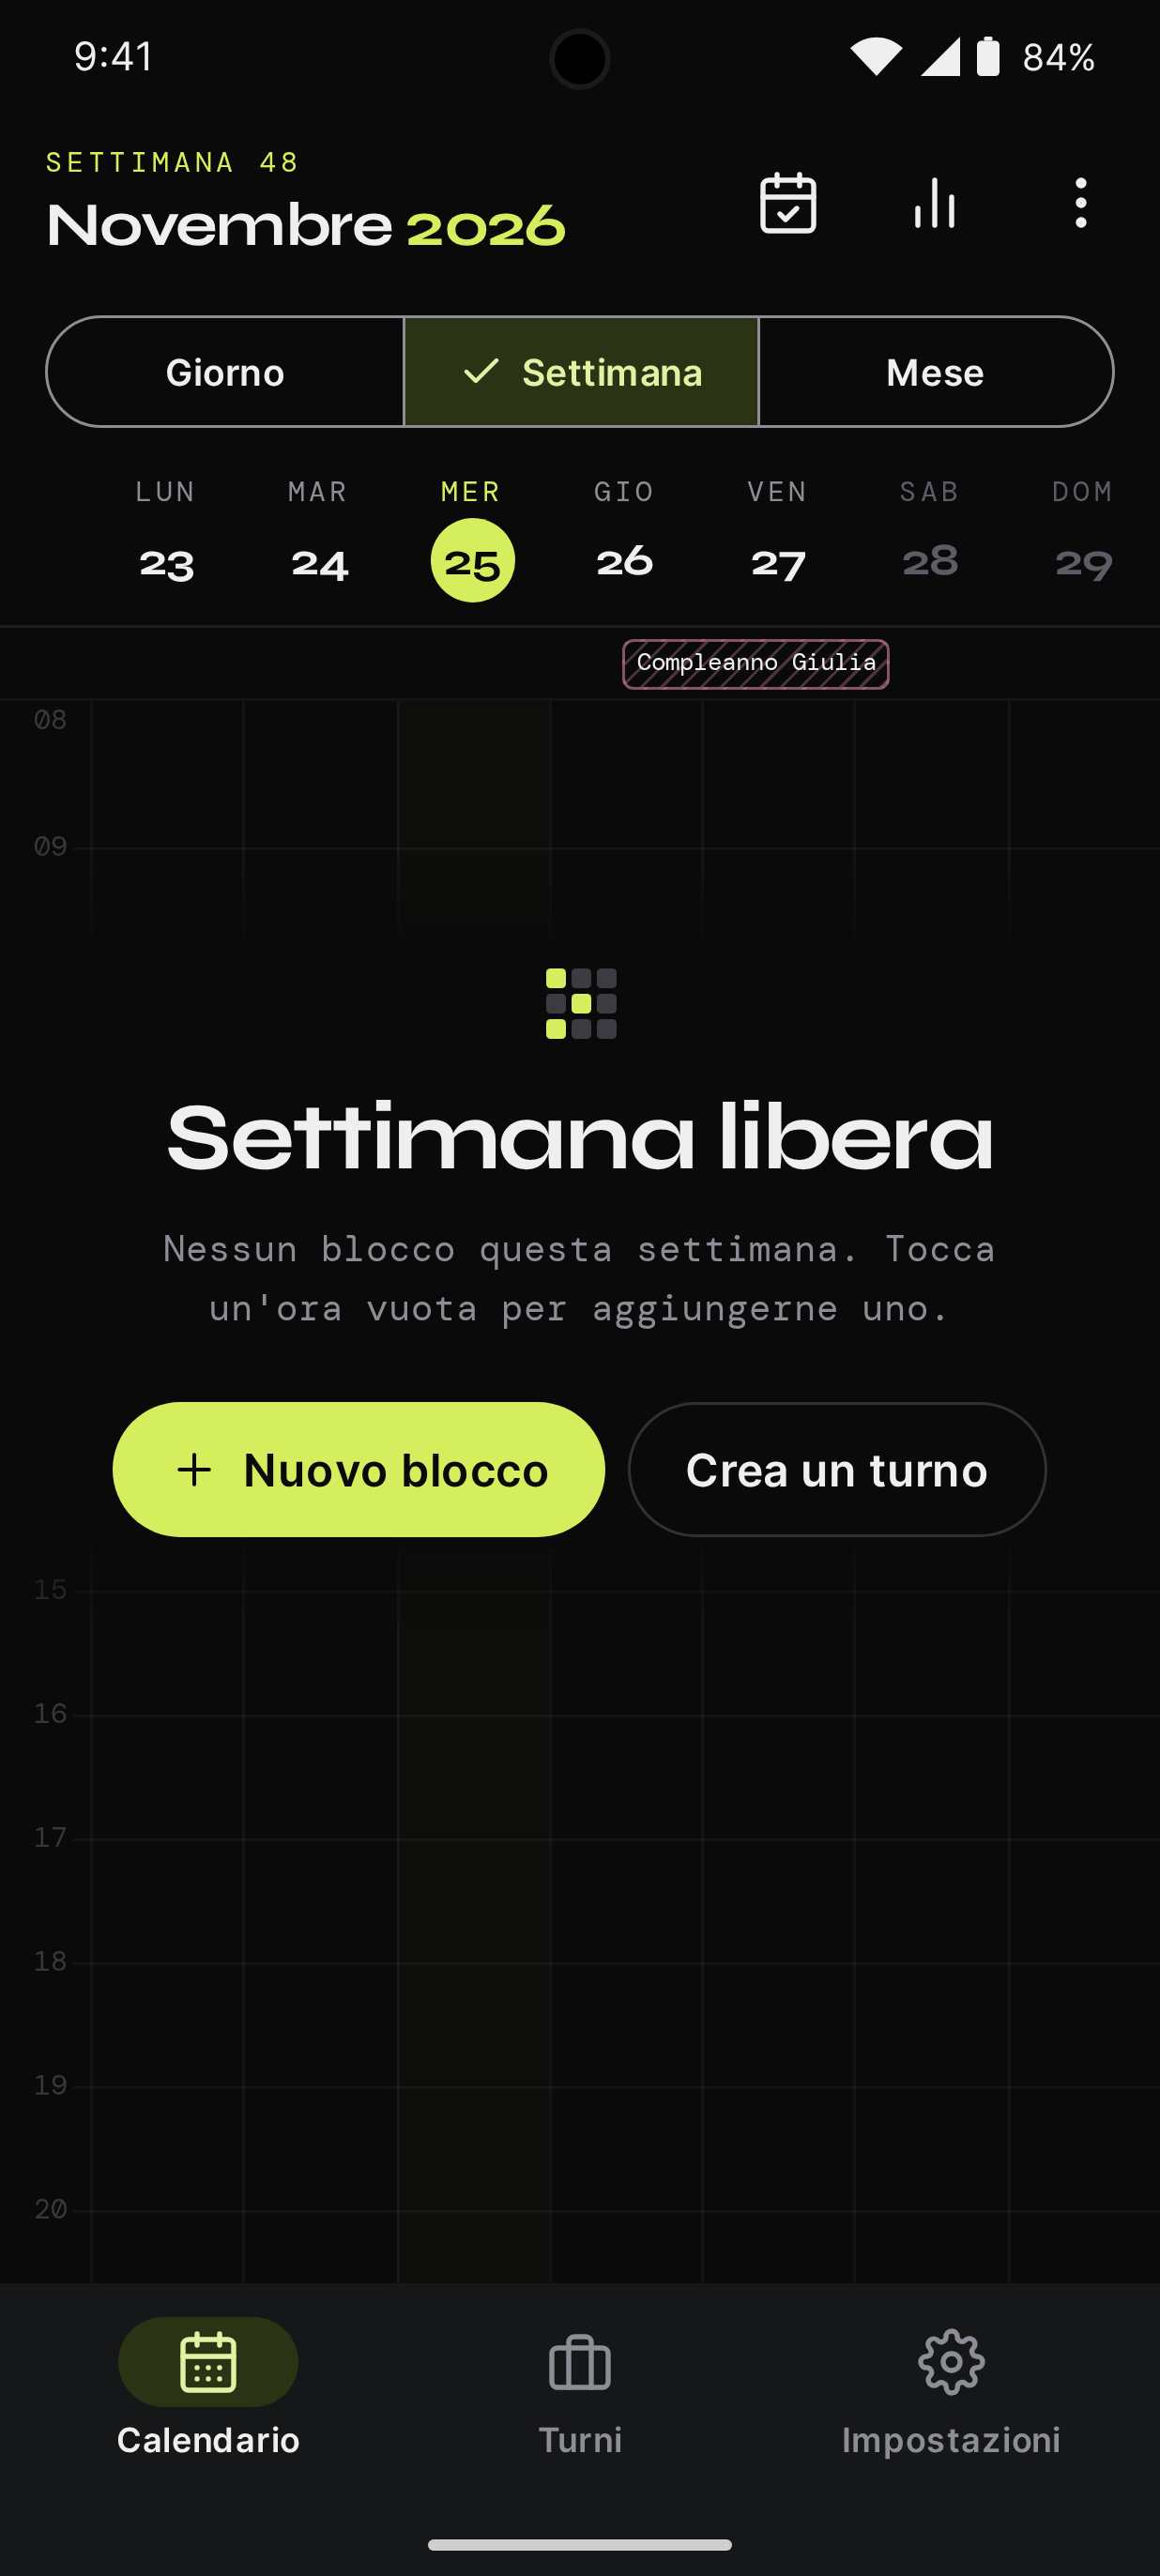 9:41
84%
SETTIMANA 48
Novembre 2026
Giorno
Settimana
Mese
LUN MAR MER GIO VEN SAB DOM
23 24 25 26 27 28 29
Compleanno Giulia
08
09
Settimana libera
Nessun blocco questa settimana. Tocca
un'ora vuota per aggiungerne uno.
Nuovo blocco
Crea un turno
15
16
17
18
19
20
Calendario
Turni
Impostazioni